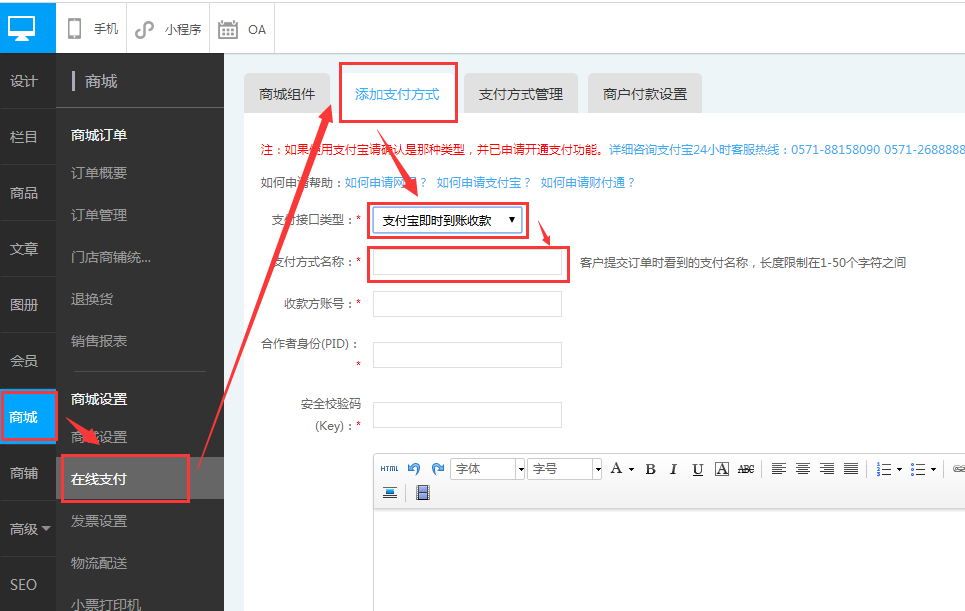 手机
小程序
OA
设计
栏目
商品
文章
图册
会员
商城
商铺
高级
SEO
商城
商城订单
订单概要
订单管理
门店商铺统...
退换货
销售报表
商城设置
商城设置
在线支付
发票设置
物流配送
小票打印机
商城组件
添加支付方式
支付方式管理
商户付款设置
注：如果使用支付宝请确认是那种类型，并已申请开通支付功能。详细咨询支付宝24小时客服热线：0571-88158090 0571-2688888
如何申请帮助：如何申请网银？ 如何申请支付宝？ 如何申请财付通？
支付接口类型：* 支付宝即时到账收款
支付方式名称：* 客户提交订单时看到的支付名称，长度限制在1-50个字符之间
收款方账号：*
合作者身份(PID)：
*
安全校验码
(Key)：*
HTML 字体 字号 A B I U A ABC